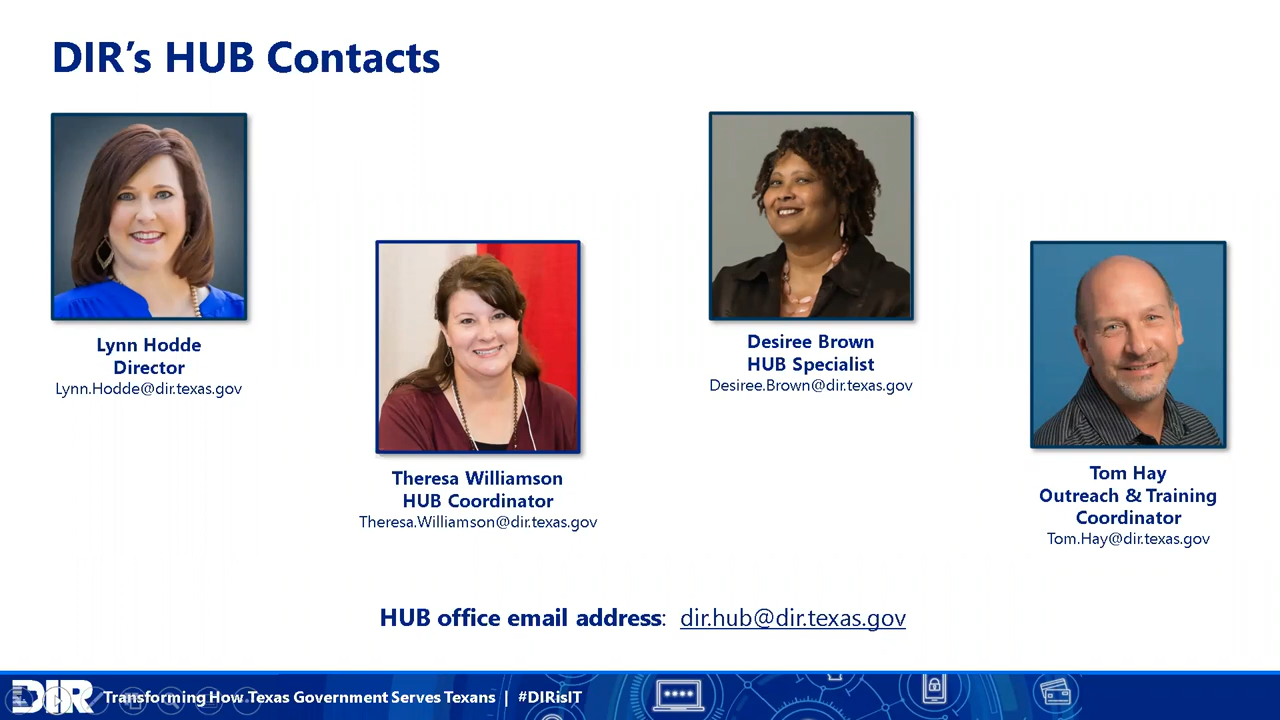 DIR’s HUB Contacts
Lynn Hodde
Director
Lynn.Hodde@dir.texas.gov
Theresa Williamson
HUB Coordinator
Theresa.Williamson@dir.texas.gov
Desiree Brown
HUB Specialist
Desiree.Brown@dir.texas.gov
Tom Hay
Outreach & Training
Coordinator
Tom.Hay@dir.texas.gov
HUB office email address: dir.hub@dir.texas.gov
DIR Transforming How Texas Government Serves Texans | #DIRisIT